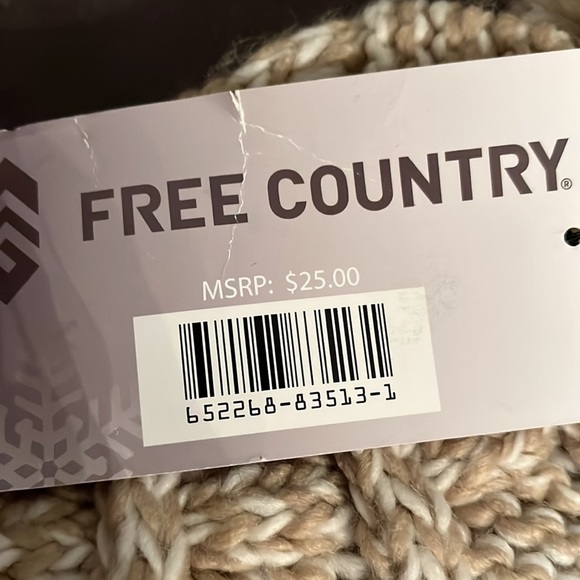 FREE COUNTRY®
MSRP: $25.00
652268-83513-1